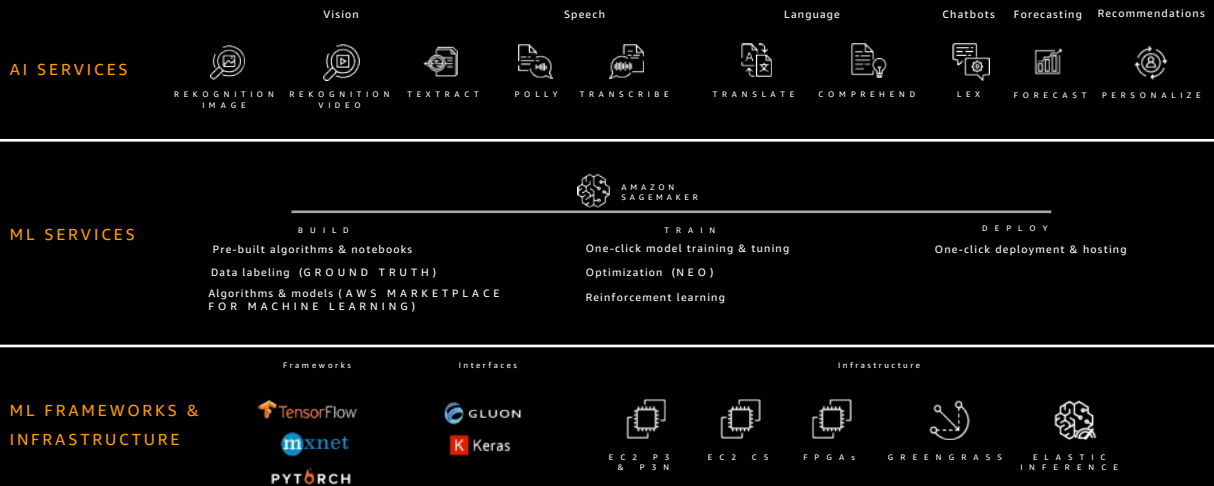 Vision Speech Language Chatbots Forecasting Recommendations
AI SERVICES
REKOGNITION IMAGE
REKOGNITION VIDEO
TEXTRACT
POLLY
TRANSCRIBE
TRANSLATE
COMPREHEND
LEX
FORECAST
PERSONALIZE
ML SERVICES
AMAZON
SAGEMAKER
BUILD
Pre-built algorithms & notebooks
Data labeling (GROUND TRUTH)
Algorithms & models (AWS MARKETPLACE
FOR MACHINE LEARNING)
TRAIN
One-click model training & tuning
Optimization (NEO)
Reinforcement learning
DEPLOY
One-click deployment & hosting
ML FRAMEWORKS &
INFRASTRUCTURE
Frameworks
TensorFlow
mxnet
PYTORCH
Interfaces
GLUON
K Keras
Infrastructure
EC2 P3
& P3N
EC2 C5
FPGAs
GREENGRASS
ELASTIC
INFERENCE